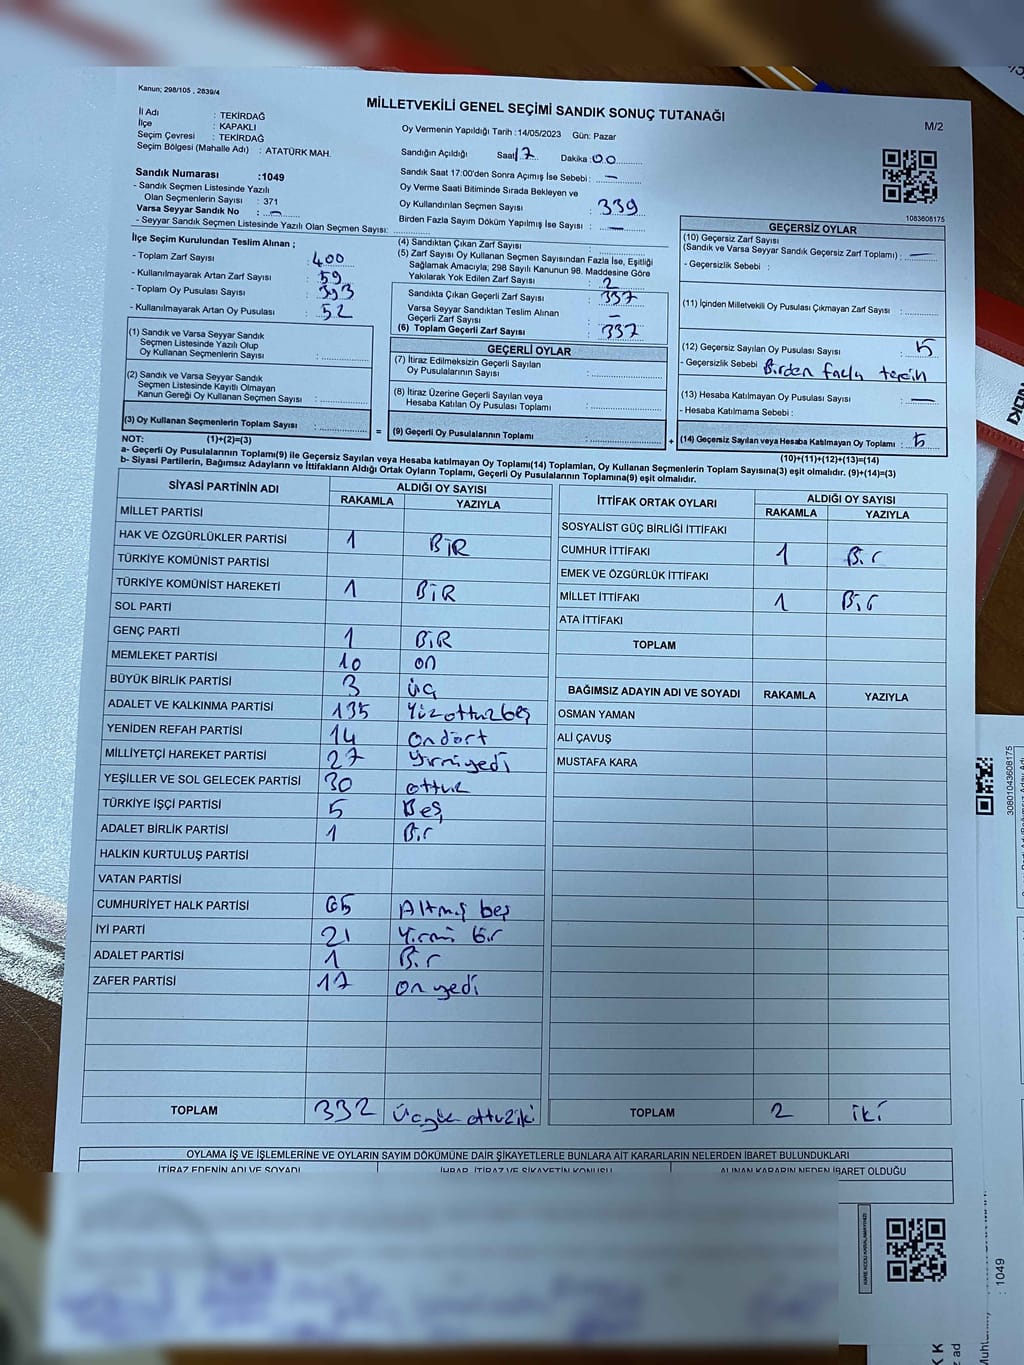 Kanun; 298/105 , 2839/4
MİLLETVEKİLİ GENEL SEÇİMİ SANDIK SONUÇ TUTANAĞI
M/2
İl Adı : TEKİRDAĞ
İlçe : KAPAKLI
Seçim Çevresi : TEKİRDAĞ
Seçim Bölgesi (Mahalle Adı) : ATATÜRK MAH.
Oy Vermenin Yapıldığı Tarih : 14/05/2023 Gün: Pazar
Sandığın Açıldığı Saat 17 Dakika : 00
Sandık Saat 17:00'den Sonra Açımış İse Sebebi : —
Oy Verme Saati Bitiminde Sırada Bekleyen ve
Oy Kullandırılan Seçmen Sayısı : 339
Birden Fazla Sayım Döküm Yapılmış İse Sayısı : —
Sandık Numarası :1049
- Sandık Seçmen Listesinde Yazılı
Olan Seçmenlerin Sayısı : 371
Varsa Seyyar Sandık No : —
- Seyyar Sandık Seçmen Listesinde Yazılı Olan Seçmen Sayısı:
1083608175
İlçe Seçim Kurulundan Teslim Alınan ;
- Toplam Zarf Sayısı : 400
- Kullanılmayarak Artan Zarf Sayısı : 59
- Toplam Oy Pusulası Sayısı : 393
- Kullanılmayarak Artan Oy Pusulası : 52
(1) Sandık ve Varsa Seyyar Sandık
Seçmen Listesinde Yazılı Olup
Oy Kullanan Seçmenlerin Sayısı :
(2) Sandık ve Varsa Seyyar Sandık
Seçmen Listesinde Kayıtlı Olmayan
Kanun Gereği Oy Kullanan Seçmen Sayısı :
(3) Oy Kullanan Seçmenlerin Toplam Sayısı :
(1)+(2)=(3)
(4) Sandıktan Çıkan Zarf Sayısı :
(5) Zarf Sayısı Oy Kullanan Seçmen Sayısından Fazla İse, Eşitliği
Sağlamak Amacıyla; 298 Sayılı Kanunun 98. Maddesine Göre
Yakılarak Yok Edilen Zarf Sayısı : 2
Sandıkta Çıkan Geçerli Zarf Sayısı : 337
Varsa Seyyar Sandıktan Teslim Alınan
Geçerli Zarf Sayısı : —
(6) Toplam Geçerli Zarf Sayısı : 337
GEÇERLİ OYLAR
(7) İtiraz Edilmeksizin Geçerli Sayılan
Oy Pusulalarının Sayısı :
(8) İtiraz Üzerine Geçerli Sayılan veya
Hesaba Katılan Oy Pusulası Toplamı :
= (9) Geçerli Oy Pusulalarının Toplamı :
GEÇERSİZ OYLAR
(10) Geçersiz Zarf Sayısı
(Sandık ve Varsa Seyyar Sandık Geçersiz Zarf Toplamı) : —
- Geçersizlik Sebebi :
(11) İçinden Milletvekili Oy Pusulası Çıkmayan Zarf Sayısı :
(12) Geçersiz Sayılan Oy Pusulası Sayısı : 5
- Geçersizlik Sebebi Birden fazla tercih
(13) Hesaba Katılmayan Oy Pusulası Sayısı : —
- Hesaba Katılmama Sebebi :
+ (14) Geçersiz Sayılan veya Hesaba Katılmayan Oy Toplamı : 5
(10)+(11)+(12)+(13)=(14)
NOT:
a- Geçerli Oy Pusulalarının Toplamı(9) ile Geçersiz Sayılan veya Hesaba katılmayan Oy Toplamı(14) Toplamları, Oy Kullanan Seçmenlerin Toplam Sayısına(3) eşit olmalıdır. (9)+(14)=(3)
b- Siyasi Partilerin, Bağımsız Adayların ve İttifakların Aldığı Ortak Oyların Toplamı, Geçerli Oy Pusulalarının Toplamına(9) eşit olmalıdır.
SİYASİ PARTİNİN ADI ALDIĞI OY SAYISI
RAKAMLA YAZIYLA
MİLLET PARTİSİ
HAK VE ÖZGÜRLÜKLER PARTİSİ 1 BİR
TÜRKİYE KOMÜNİST PARTİSİ
TÜRKİYE KOMÜNİST HAREKETİ 1 BİR
SOL PARTİ
GENÇ PARTİ 1 BİR
MEMLEKET PARTİSİ 10 on
BÜYÜK BİRLİK PARTİSİ 3 üç
ADALET VE KALKINMA PARTİSİ 135 Yüzottuzbeş
YENİDEN REFAH PARTİSİ 14 Ondört
MİLLİYETÇİ HAREKET PARTİSİ 27 Yirmiyedi
YEŞİLLER VE SOL GELECEK PARTİSİ 30 ottuz
TÜRKİYE İŞÇİ PARTİSİ 5 Beş
ADALET BİRLİK PARTİSİ 1 Bir
HALKIN KURTULUŞ PARTİSİ
VATAN PARTİSİ
CUMHURİYET HALK PARTİSİ 65 Altmış beş
İYİ PARTİ 21 Yirmi bir
ADALET PARTİSİ 1 Bir
ZAFER PARTİSİ 17 on yedi
TOPLAM 332 Üçyüz ottuziki
İTTİFAK ORTAK OYLARI ALDIĞI OY SAYISI
RAKAMLA YAZIYLA
SOSYALİST GÜÇ BİRLİĞİ İTTİFAKI
CUMHUR İTTİFAKI 1 Bir
EMEK VE ÖZGÜRLÜK İTTİFAKI
MİLLET İTTİFAKI 1 Bir
ATA İTTİFAKI
TOPLAM
BAĞIMSIZ ADAYIN ADI VE SOYADI RAKAMLA YAZIYLA
OSMAN YAMAN
ALİ ÇAVUŞ
MUSTAFA KARA
TOPLAM 2 iki
OYLAMA İŞ VE İŞLEMLERİNE VE OYLARIN SAYIM DÖKÜMÜNE DAİR ŞİKAYETLERLE BUNLARA AİT KARARLARIN NELERDEN İBARET BULUNDUKLARI
İTİRAZ EDENİN ADI VE SOYADI İHBAR, İTİRAZ VE ŞİKAYETİN KONUSU ALINAN KARARIN NEDEN İBARET OLDUĞU
30801043608175
: 1049